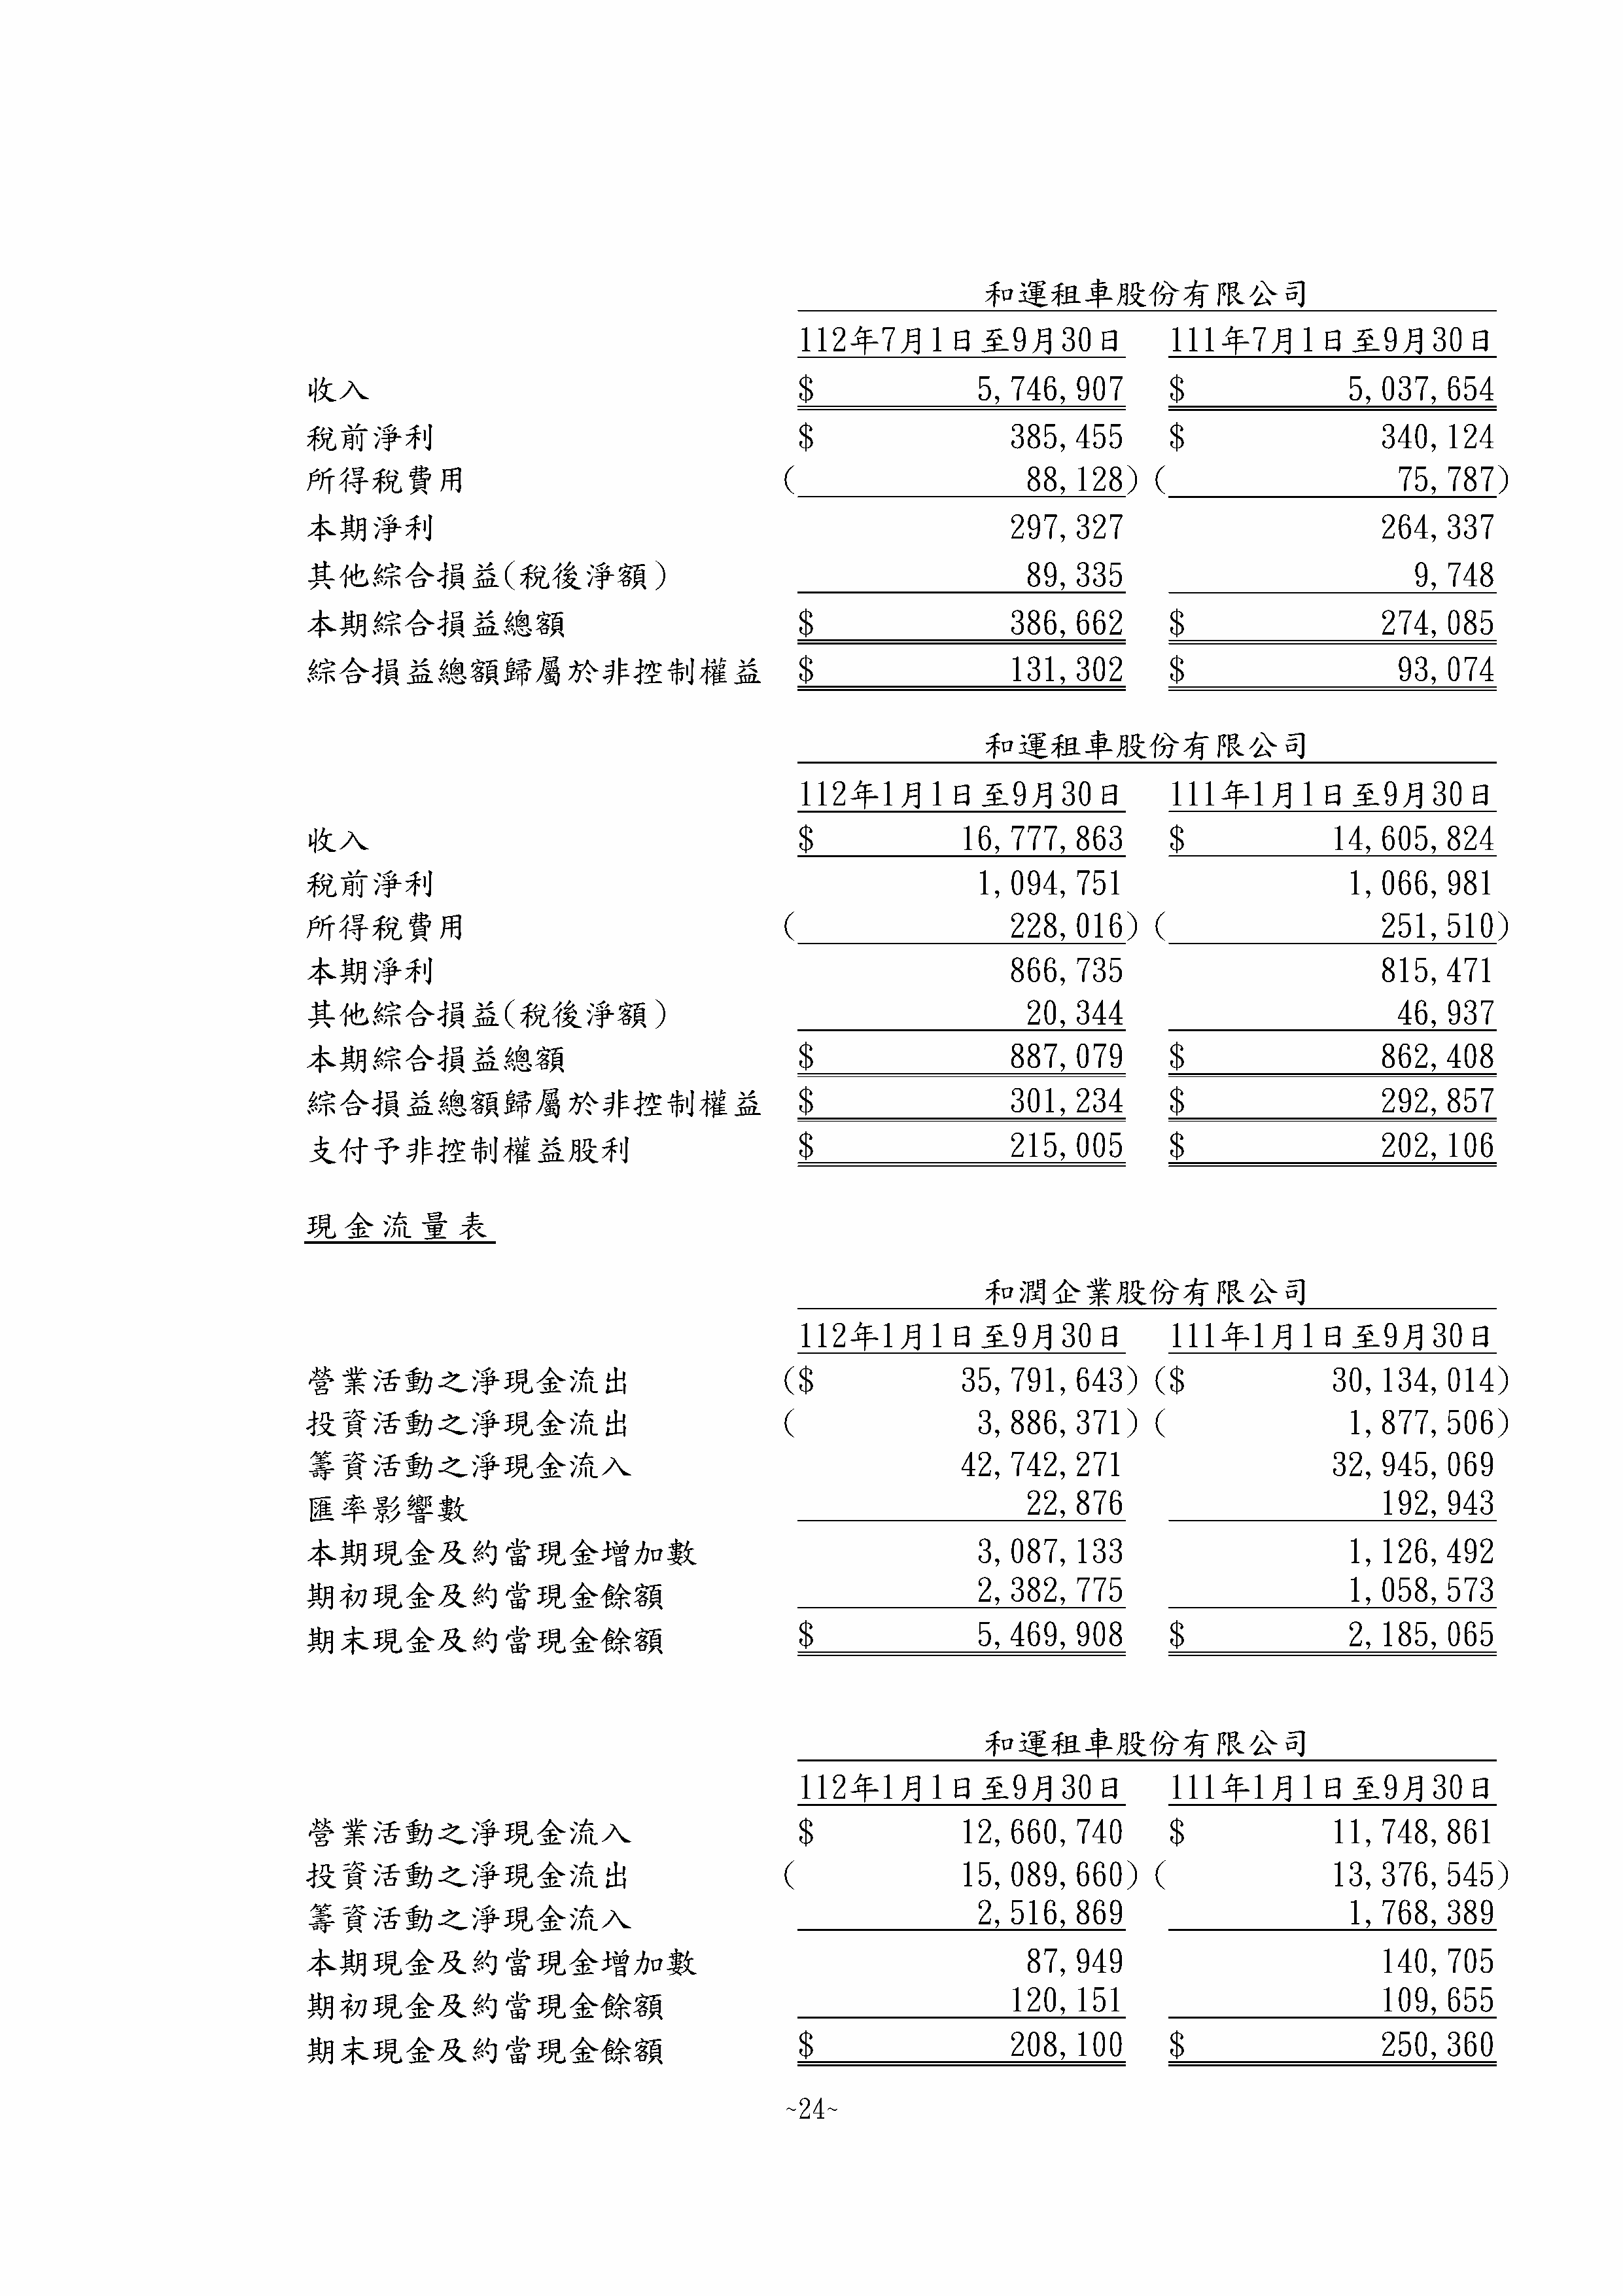 和運租車股份有限公司
112年7月1日至9月30日 111年7月1日至9月30日
收入 $ 5,746,907 $ 5,037,654
稅前淨利 $ 385,455 $ 340,124
所得稅費用 ( 88,128) ( 75,787)
本期淨利 297,327 264,337
其他綜合損益(稅後淨額) 89,335 9,748
本期綜合損益總額 $ 386,662 $ 274,085
綜合損益總額歸屬於非控制權益 $ 131,302 $ 93,074
和運租車股份有限公司
112年1月1日至9月30日 111年1月1日至9月30日
收入 $ 16,777,863 $ 14,605,824
稅前淨利 1,094,751 1,066,981
所得稅費用 ( 228,016) ( 251,510)
本期淨利 866,735 815,471
其他綜合損益(稅後淨額) 20,344 46,937
本期綜合損益總額 $ 887,079 $ 862,408
綜合損益總額歸屬於非控制權益 $ 301,234 $ 292,857
支付予非控制權益股利 $ 215,005 $ 202,106
現金流量表
和潤企業股份有限公司
112年1月1日至9月30日 111年1月1日至9月30日
營業活動之淨現金流出 ($ 35,791,643) ($ 30,134,014)
投資活動之淨現金流出 ( 3,886,371) ( 1,877,506)
籌資活動之淨現金流入 42,742,271 32,945,069
匯率影響數 22,876 192,943
本期現金及約當現金增加數 3,087,133 1,126,492
期初現金及約當現金餘額 2,382,775 1,058,573
期末現金及約當現金餘額 $ 5,469,908 $ 2,185,065
和運租車股份有限公司
112年1月1日至9月30日 111年1月1日至9月30日
營業活動之淨現金流入 $ 12,660,740 $ 11,748,861
投資活動之淨現金流出 ( 15,089,660) ( 13,376,545)
籌資活動之淨現金流入 2,516,869 1,768,389
本期現金及約當現金增加數 87,949 140,705
期初現金及約當現金餘額 120,151 109,655
期末現金及約當現金餘額 $ 208,100 $ 250,360
~24~